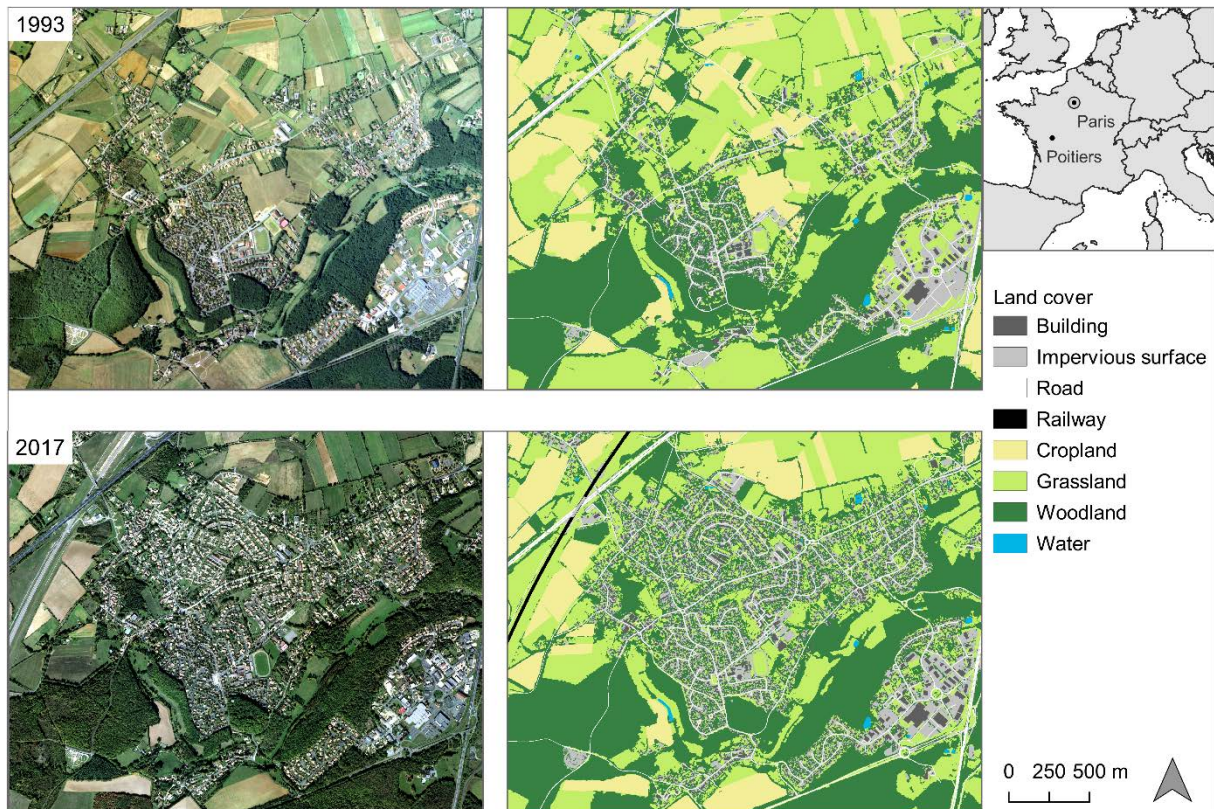 1993
Paris
Poitiers
Land cover
Building
Impervious surface
Road
Railway
Cropland
Grassland
Woodland
Water
2017
0 250 500 m